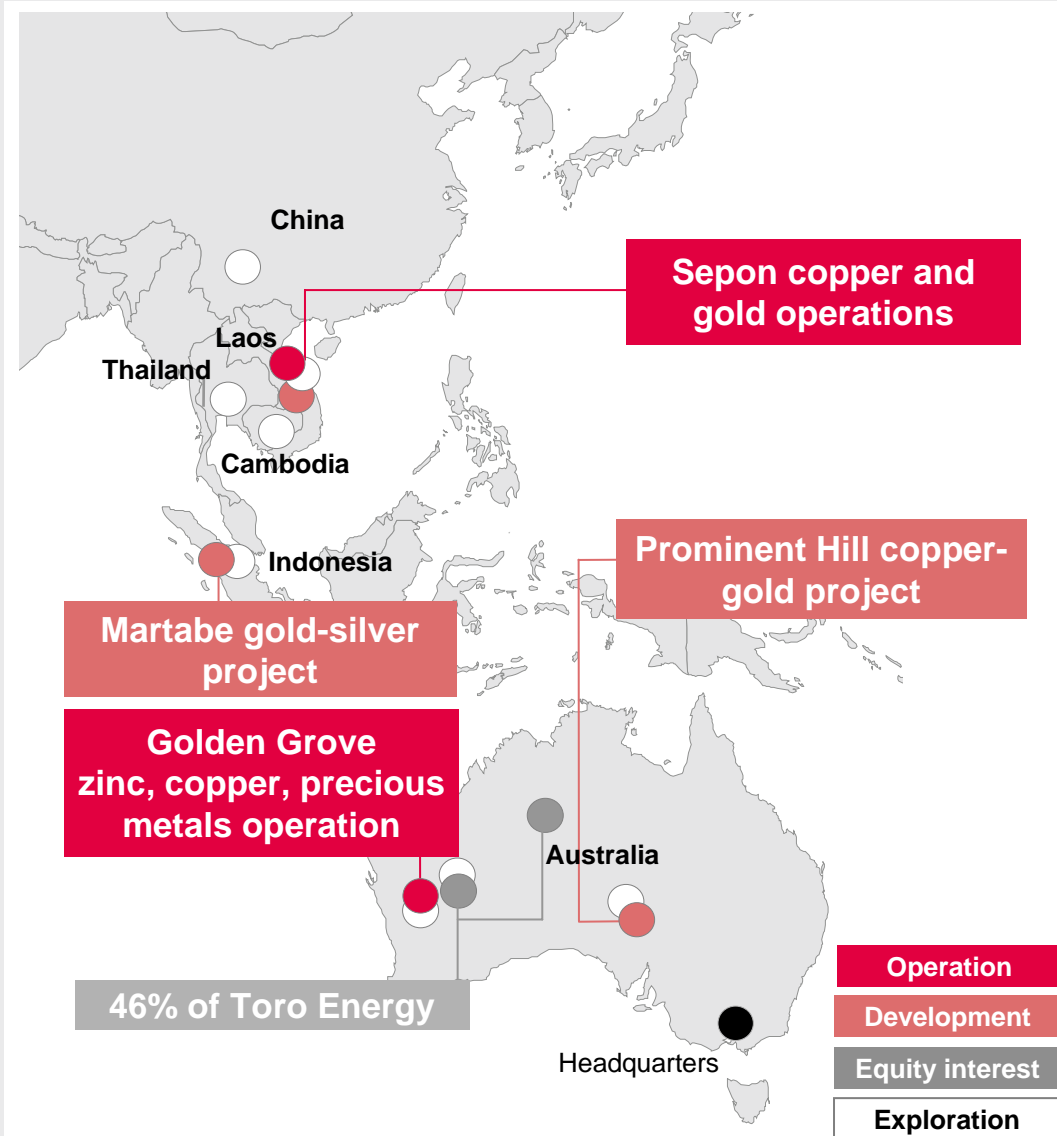 China
Sepon copper and
gold operations
Laos
Thailand
Cambodia
Prominent Hill copper-
gold project
Indonesia
Martabe gold-silver
project
Golden Grove
zinc, copper, precious
metals operation
Australia
46% of Toro Energy
Headquarters
Operation
Development
Equity interest
Exploration